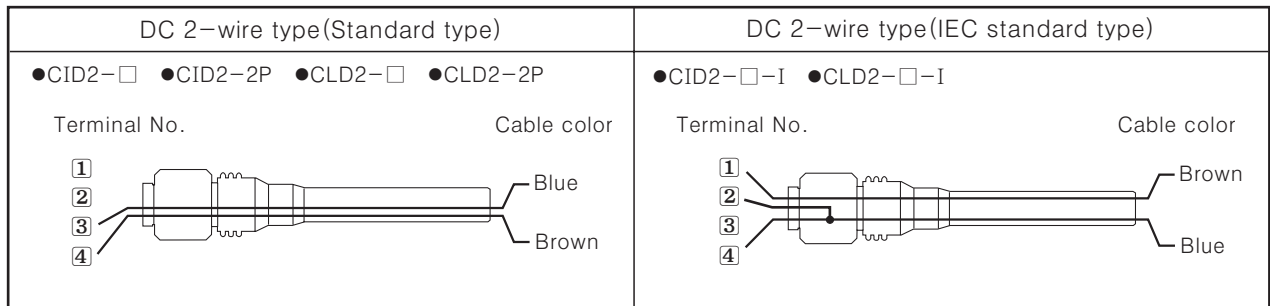 DC 2-wire type(Standard type)
●CID2-□ ●CID2-2P ●CLD2-□ ●CLD2-2P
Terminal No. Cable color
1
2
3
4
Blue
Brown
DC 2-wire type(IEC standard type)
●CID2-□-I ●CLD2-□-I
Terminal No. Cable color
1
2
3
4
Brown
Blue